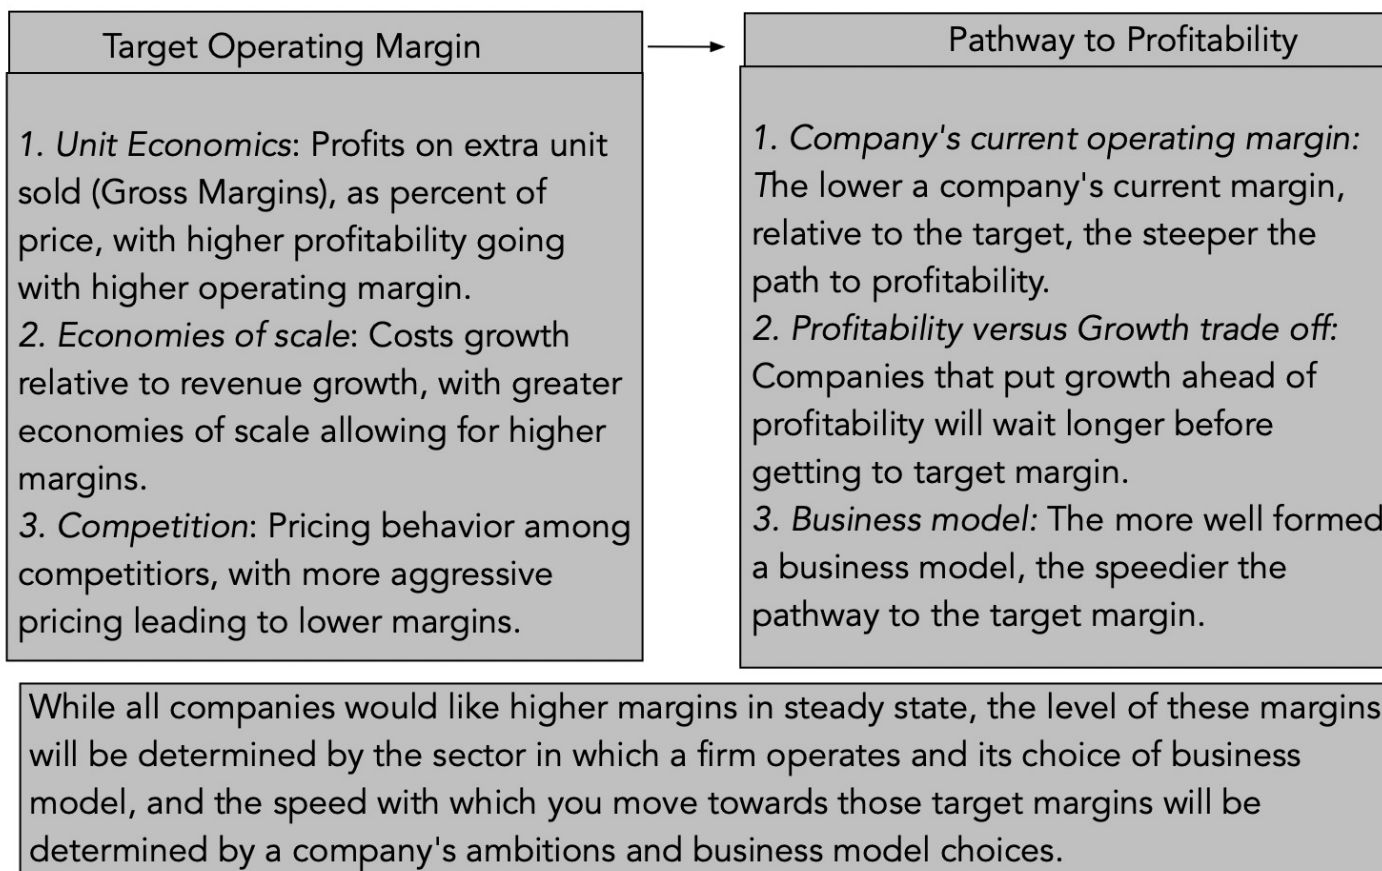 Target Operating Margin
1. Unit Economics: Profits on extra unit
sold (Gross Margins), as percent of
price, with higher profitability going
with higher operating margin.
2. Economies of scale: Costs growth
relative to revenue growth, with greater
economies of scale allowing for higher
margins.
3. Competition: Pricing behavior among
competitiors, with more aggressive
pricing leading to lower margins.
Pathway to Profitability
1. Company's current operating margin:
The lower a company's current margin,
relative to the target, the steeper the
path to profitability.
2. Profitability versus Growth trade off:
Companies that put growth ahead of
profitability will wait longer before
getting to target margin.
3. Business model: The more well formed
a business model, the speedier the
pathway to the target margin.
While all companies would like higher margins in steady state, the level of these margins
will be determined by the sector in which a firm operates and its choice of business
model, and the speed with which you move towards those target margins will be
determined by a company's ambitions and business model choices.